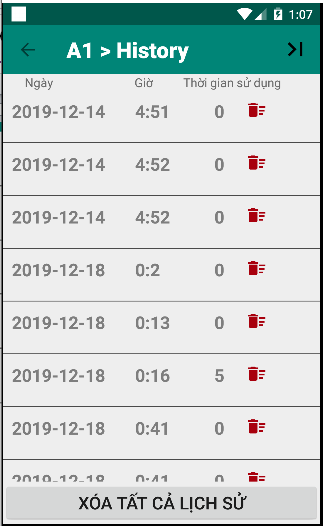 1:07
A1 > History
Ngày Giờ Thời gian sử dụng
2019-12-14 4:51 0
2019-12-14 4:52 0
2019-12-14 4:52 0
2019-12-18 0:2 0
2019-12-18 0:13 0
2019-12-18 0:16 5
2019-12-18 0:41 0
2019-12-18 0:41 0
XÓA TẤT CẢ LỊCH SỬ